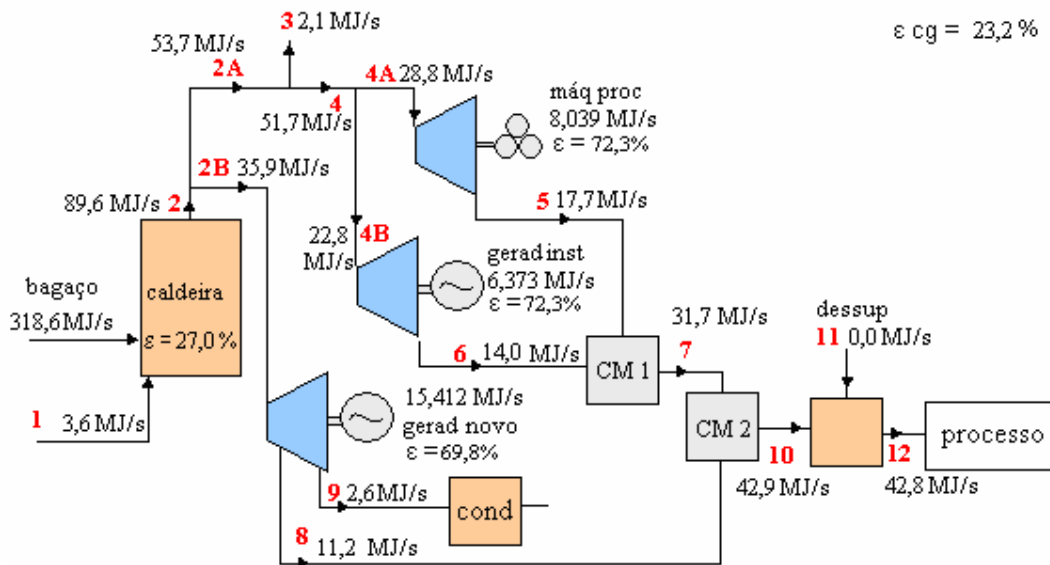 3 2,1 MJ/s
ε cg = 23,2 %
53,7 MJ/s
2A
4A 28,8 MJ/s
4
51,7MJ/s
máq proc
8,039 MJ/s
ε = 72,3%
2B 35,9 MJ/s
89,6 MJ/s 2
5 17,7 MJ/s
22,8
MJ/s
4B
gerad inst
6,373 MJ/s
ε = 72,3%
bagaço
318,6MJ/s
caldeira
ε = 27,0 %
31,7 MJ/s
dessup
11 0,0 MJ/s
6 14,0 MJ/s
CM 1
7
1 3,6 MJ/s
15,412 MJ/s
gerad novo
ε =69,8%
CM 2
10
42,9 MJ/s
12
42,8 MJ/s
processo
9 2,6 MJ/s
cond
8
11,2 MJ/s